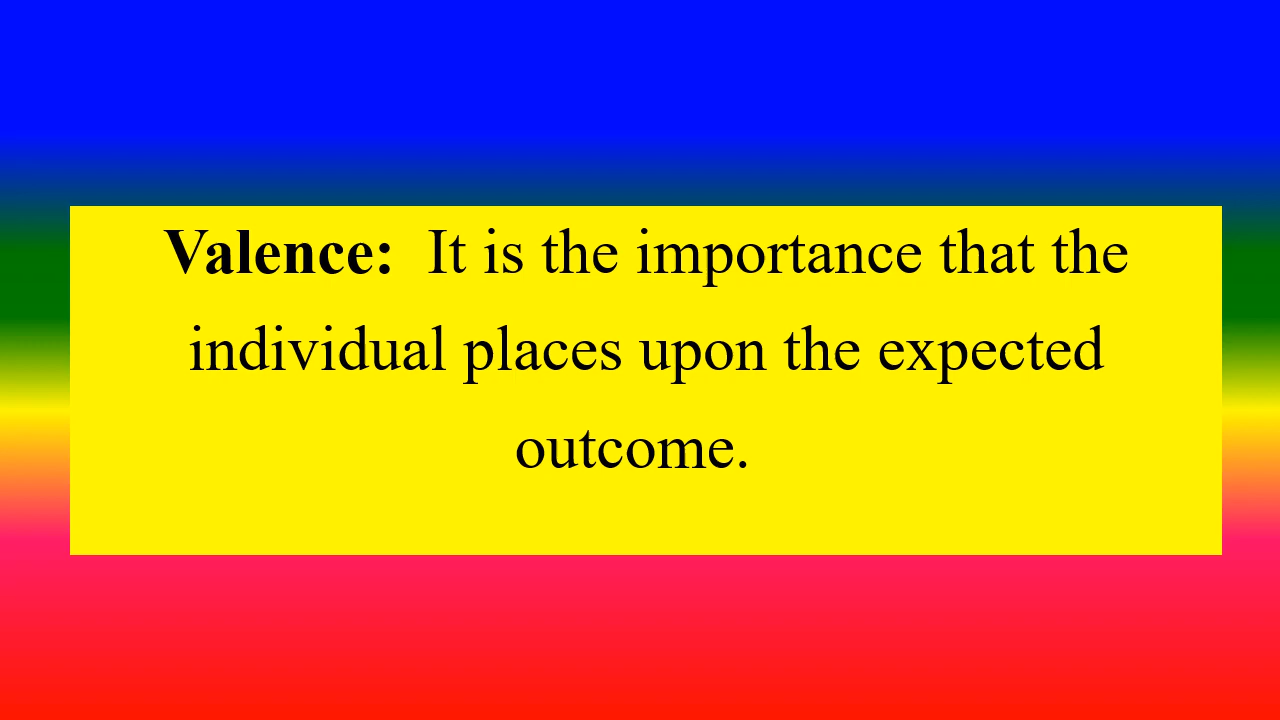 Valence:  It is the importance that the
individual places upon the expected
outcome.